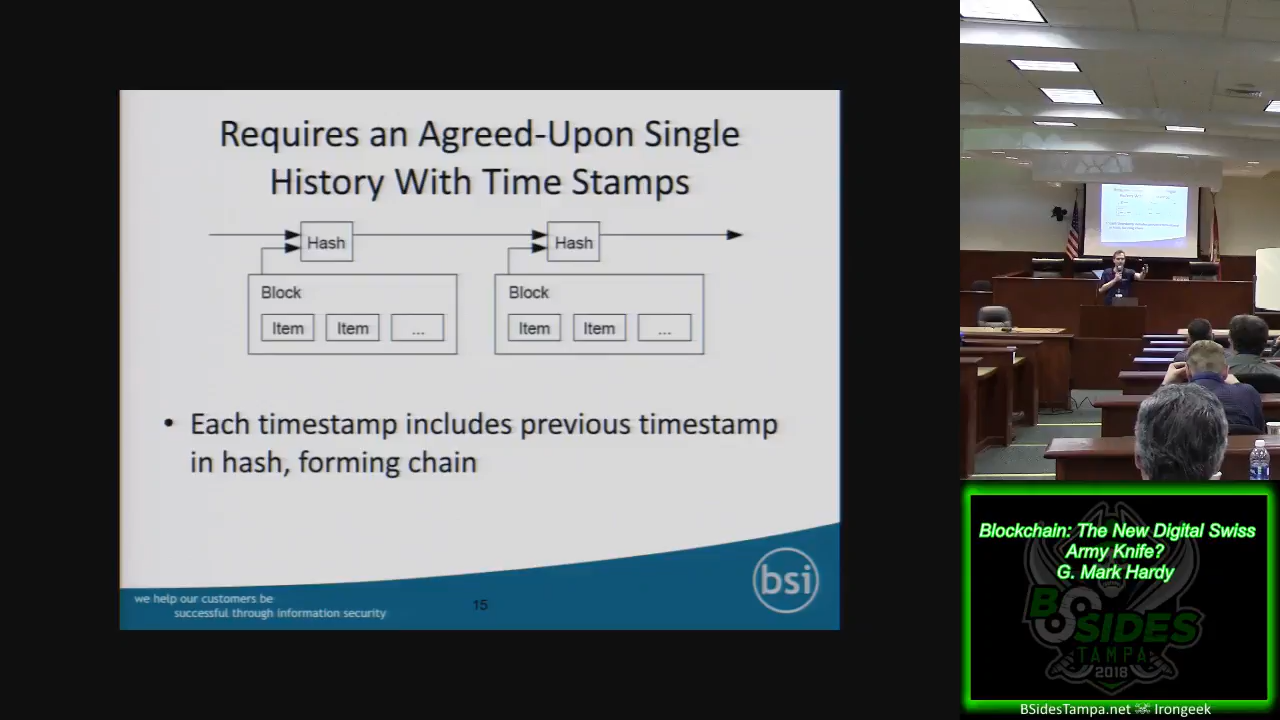 Requires an Agreed-Upon Single
History With Time Stamps
Hash
Hash
Block
Item
Item
...
Block
Item
Item
...
• Each timestamp includes previous timestamp
in hash, forming chain
we help our customers be
successful through information security
15
bsi
Blockchain: The New Digital Swiss
Army Knife?
G. Mark Hardy
BSIDES
TAMPA
2018
BSidesTampa.net
Irongeek